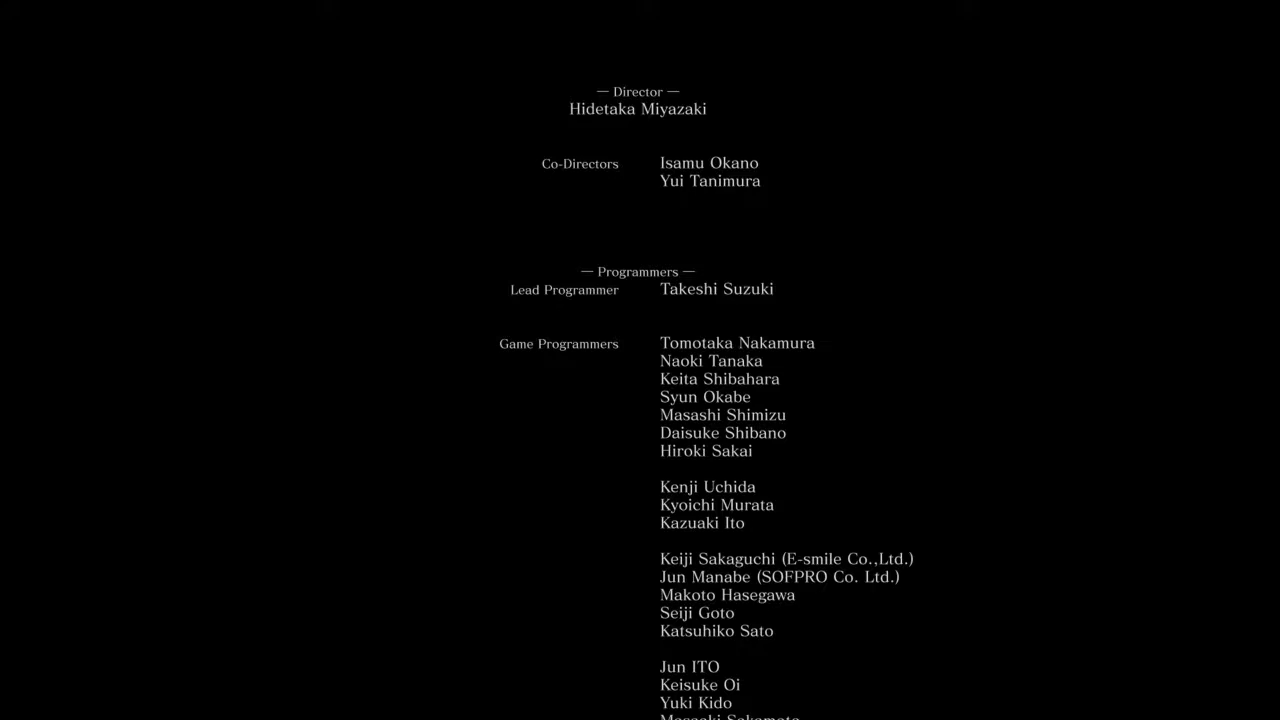 — Director —
Hidetaka Miyazaki
Co-Directors Isamu Okano
Yui Tanimura
— Programmers —
Lead Programmer Takeshi Suzuki
Game Programmers Tomotaka Nakamura
Naoki Tanaka
Keita Shibahara
Syun Okabe
Masashi Shimizu
Daisuke Shibano
Hiroki Sakai
Kenji Uchida
Kyoichi Murata
Kazuaki Ito
Keiji Sakaguchi (E-smile Co.,Ltd.)
Jun Manabe (SOFPRO Co. Ltd.)
Makoto Hasegawa
Seiji Goto
Katsuhiko Sato
Jun ITO
Keisuke Oi
Yuki Kido